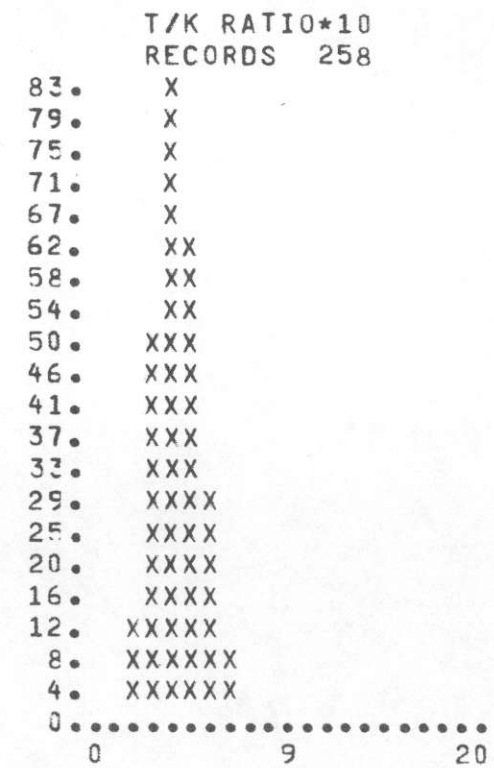 T/K RATIO*10
RECORDS 258
83. X
79. X
75. X
71. X
67. X
62. XX
58. XX
54. XX
50. XXX
46. XXX
41. XXX
37. XXX
33. XXX
29. XXXX
25. XXXX
20. XXXX
16. XXXX
12. XXXXX
8. XXXXXX
4. XXXXXX
0.......................
0 9 20